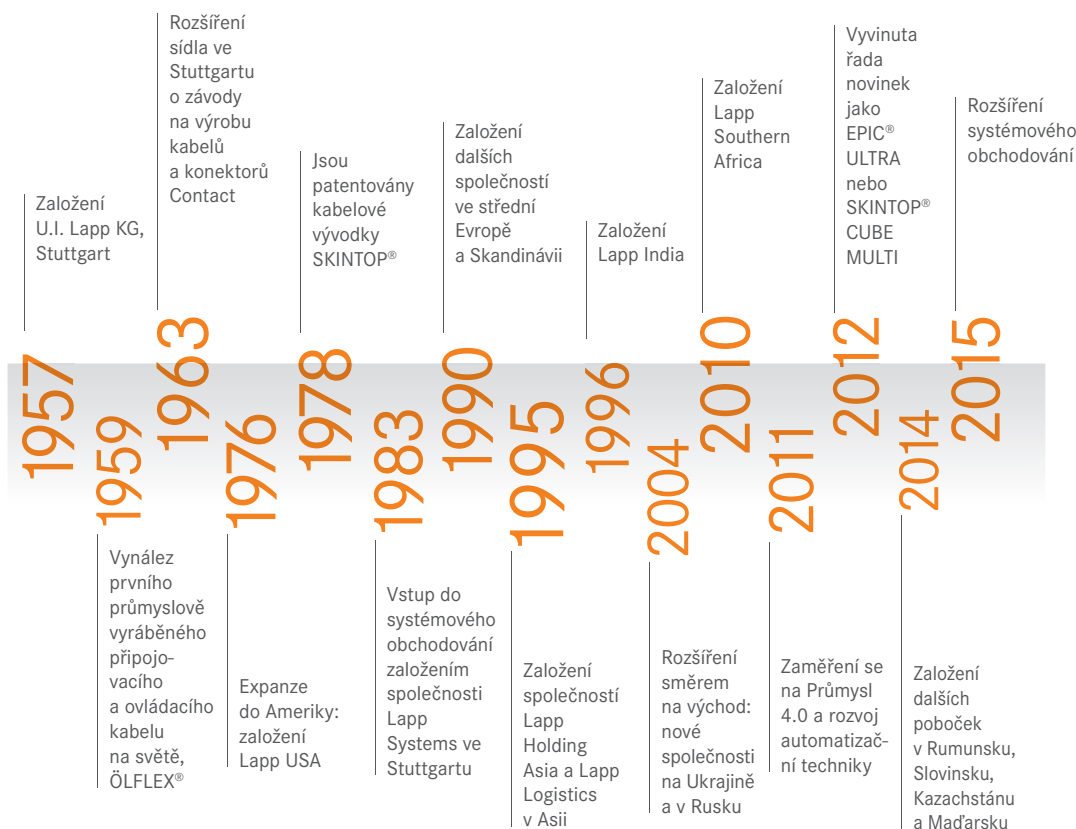 1957
Založení
U.I. Lapp KG,
Stuttgart
1959
Vynález
prvního
průmyslově
vyráběného
připojo-
vacího
a ovládacího
kabelu
na světě,
ÖLFLEX®
1963
Rozšíření
sídla ve
Stuttgartu
o závody
na výrobu
kabelů
a konektorů
Contact
1976
Expanze
do Ameriky:
založení
Lapp USA
1978
Jsou
patentovány
kabelové
vývodky
SKINTOP®
1983
Vstup do
systémového
obchodování
založením
společnosti
Lapp
Systems ve
Stuttgartu
1990
Založení
dalších
společností
ve střední
Evropě
a Skandinávii
1995
Založení
společností
Lapp
Holding
Asia a Lapp
Logistics
v Asii
1996
Založení
Lapp India
2004
Rozšíření
směrem
na východ:
nové
společnosti
na Ukrajině
a v Rusku
2010
Založení
Lapp
Southern
Africa
2011
Zaměření se
na Průmysl
4.0 a rozvoj
automatizač-
ní techniky
2012
Vyvinuta
řada
novinek
jako
EPIC®
ULTRA
nebo
SKINTOP®
CUBE
MULTI
2014
Založení
dalších
poboček
v Rumunsku,
Slovinsku,
Kazachstánu
a Maďarsku
2015
Rozšíření
systémového
obchodování